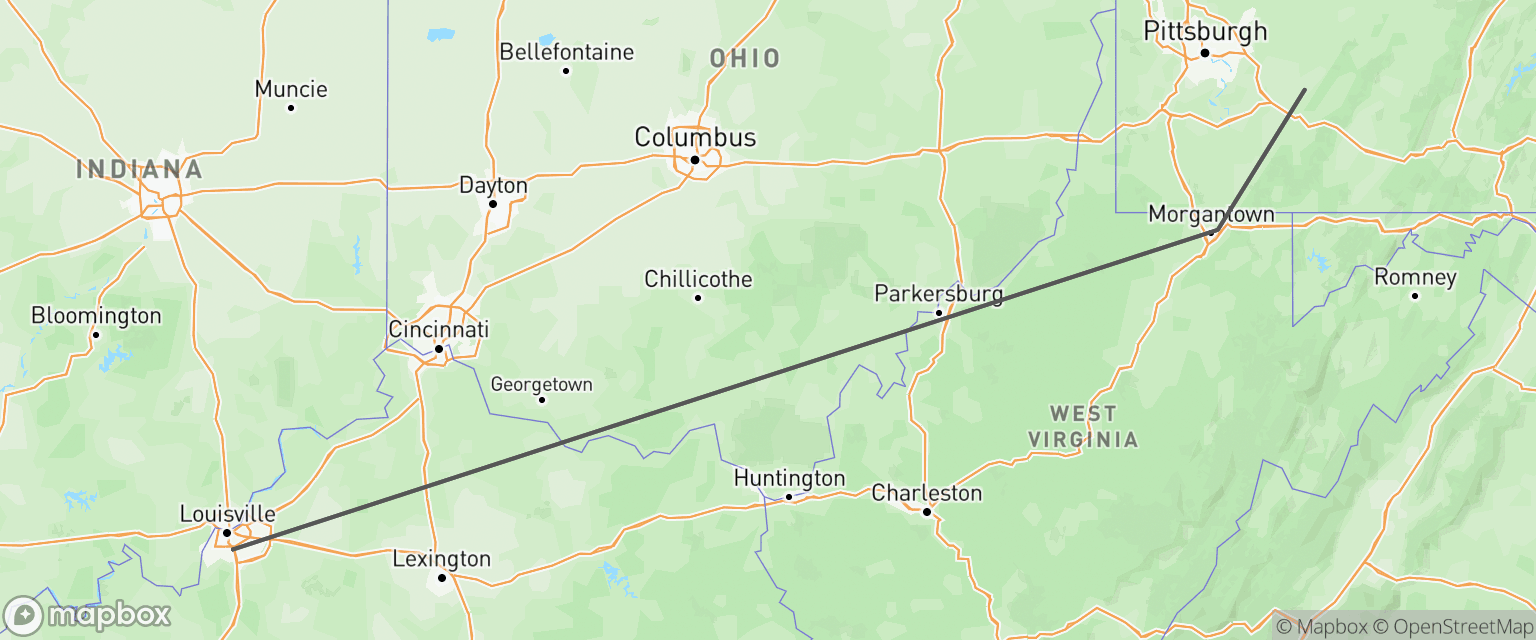 Pittsburgh
Bellefontaine
OHIO
Muncie
Columbus
INDIANA
Dayton
Morgantown
Chillicothe
Romney
Parkersburg
Bloomington
Cincinnati
Georgetown
WEST
VIRGINIA
Huntington
Charleston
Louisville
Lexington
mapbox
© Mapbox © OpenStreetMap